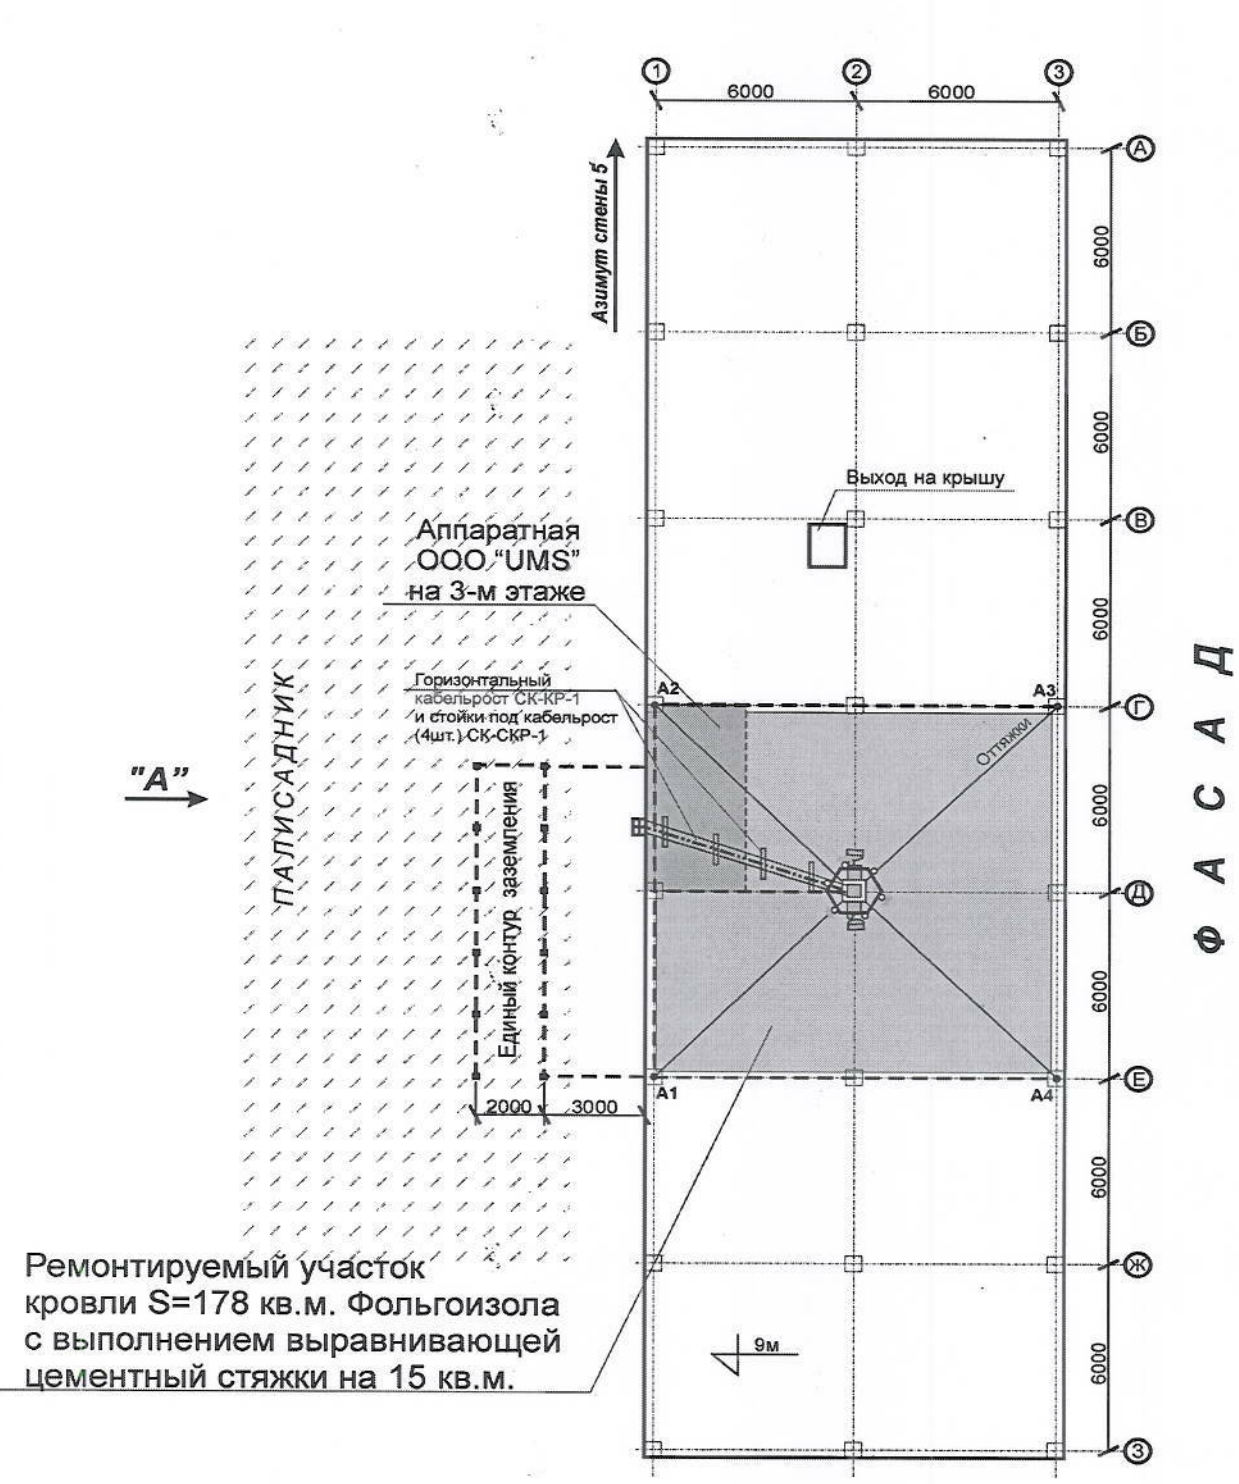 1
2
3
6000
6000
А
Азимут стены 5°
6000
Б
6000
Выход на крышу
В
Аппаратная
ООО "UMS"
на 3-м этаже
6000
Горизонтальный
кабельрост СК-КР-1
и стойки под кабельрост
(4шт.) СК-СКР-1
А2
А3
Г
Оттяжки
ПАЛИСАДНИК
"А"
Единый контур заземления
6000
ФАСАД
Д
6000
А1
А4
Е
2000
3000
6000
Ремонтируемый участок
кровли S=178 кв.м. Фольгоизола
с выполнением выравнивающей
цементный стяжки на 15 кв.м.
Ж
9м
6000
З